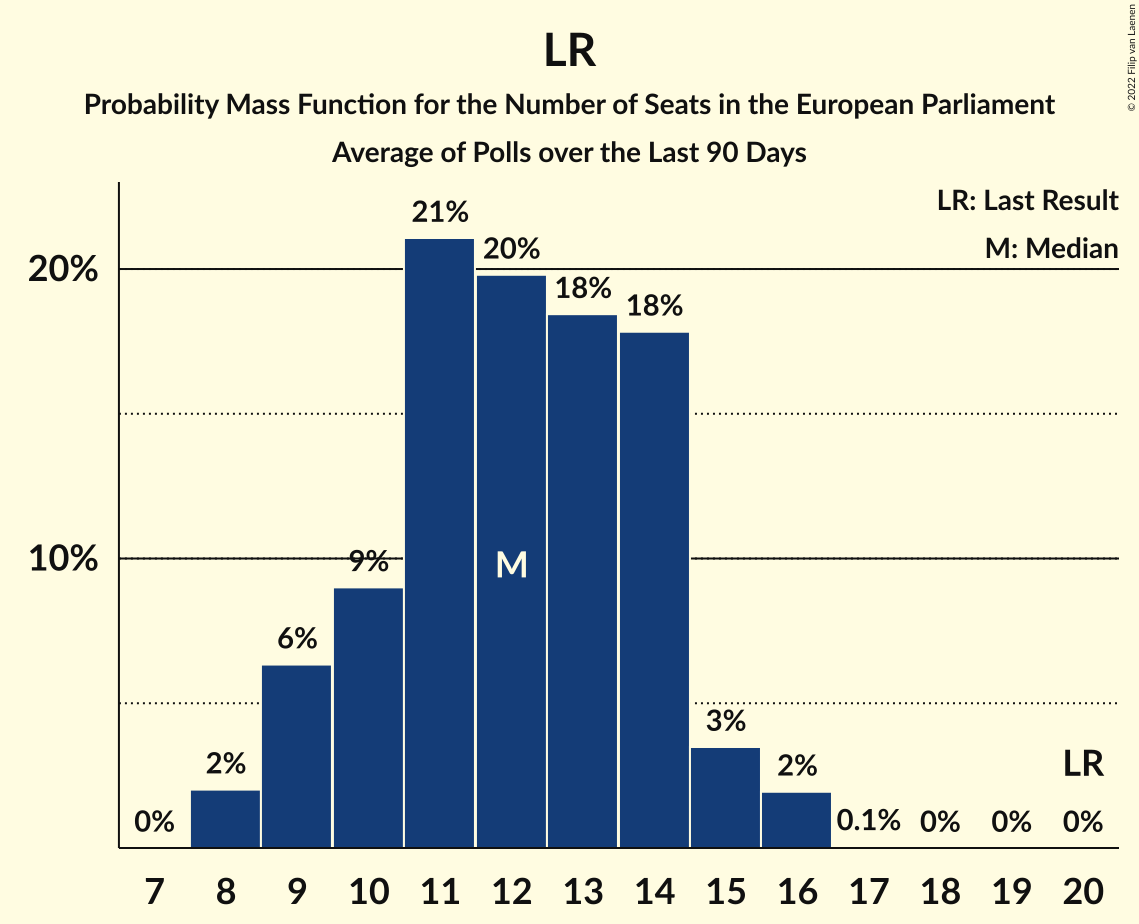 © 2022 Filip van Laenen
LR
Probability Mass Function for the Number of Seats in the European Parliament
Average of Polls over the Last 90 Days
LR: Last Result
M: Median
20%
10%
0%
2%
6%
9%
21%
20%
18%
18%
3%
2%
0.1%
0%
0%
0%
M
LR
7 8 9 10 11 12 13 14 15 16 17 18 19 20